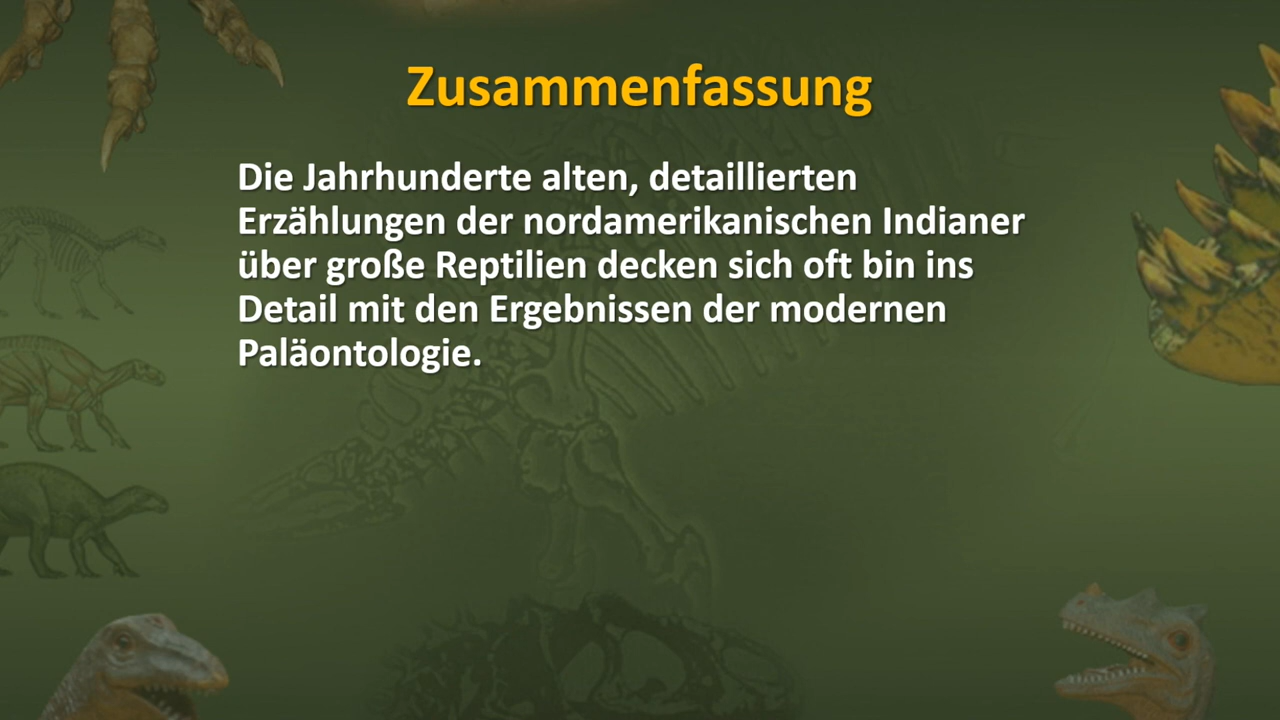 Zusammenfassung
Die Jahrhunderte alten, detaillierten
Erzählungen der nordamerikanischen Indianer
über große Reptilien decken sich oft bin ins
Detail mit den Ergebnissen der modernen
Paläontologie.